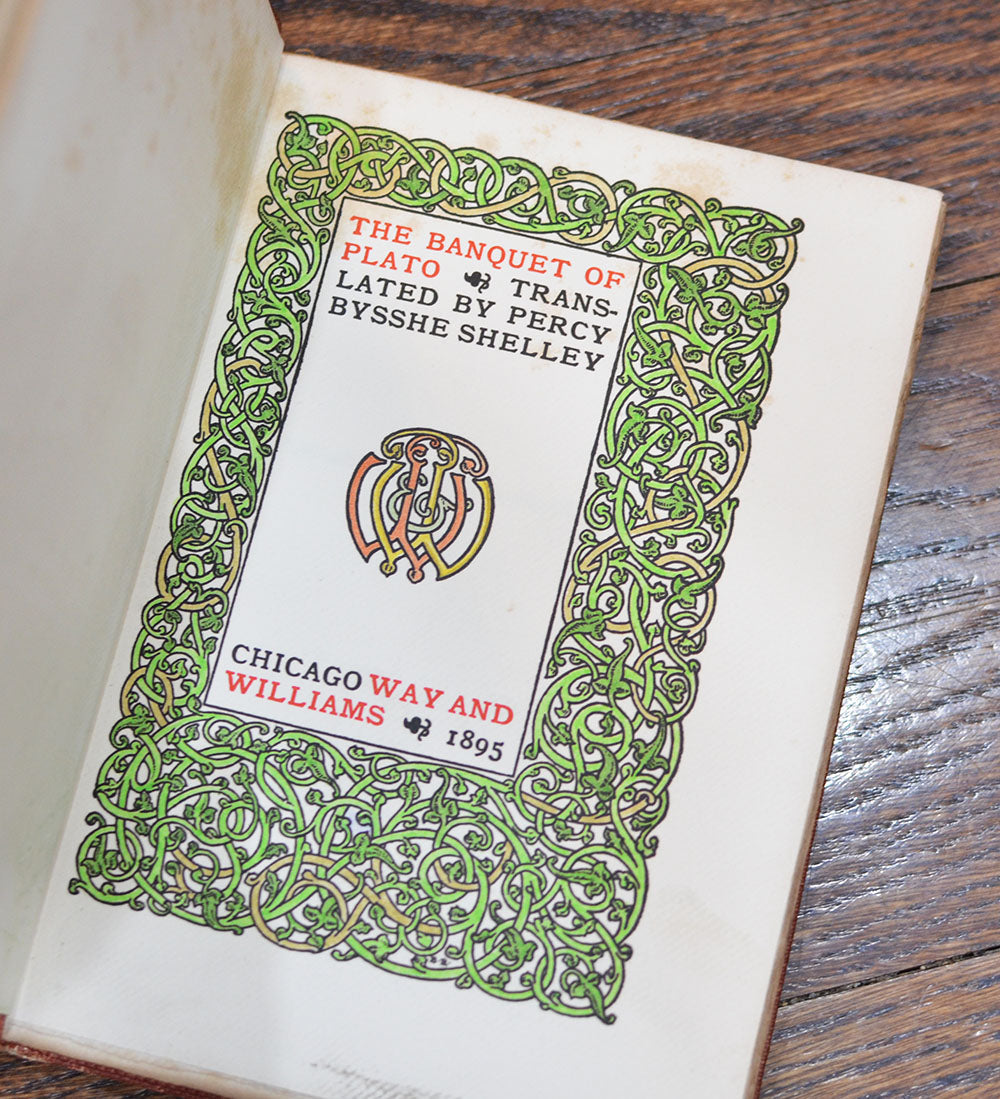 THE BANQUET OF
PLATO TRANS-
LATED BY PERCY
BYSSHE SHELLEY
CHICAGO WAY AND
WILLIAMS 1895